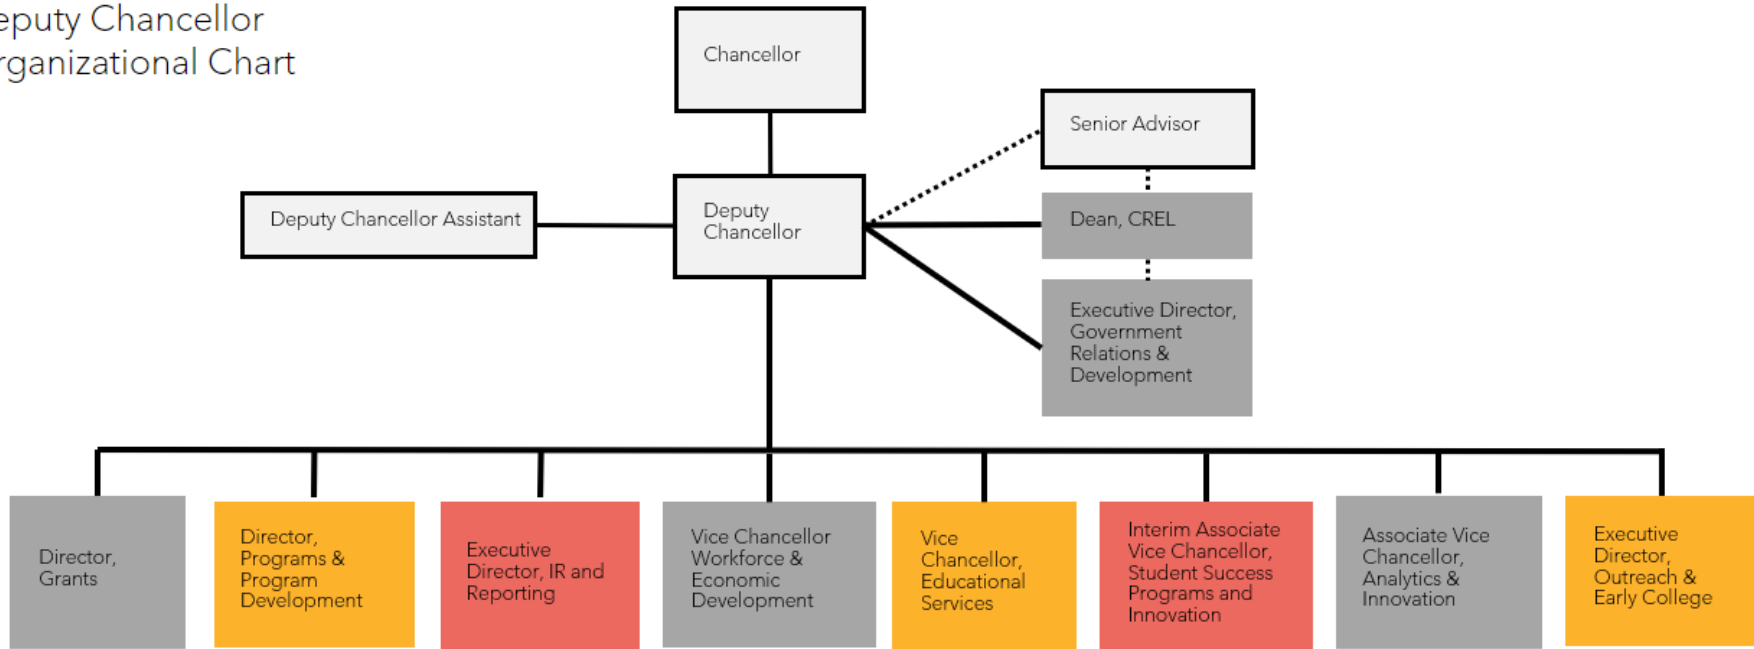 eputy Chancellor
rganizational Chart
Chancellor
Senior Advisor
Deputy Chancellor Assistant
Deputy
Chancellor
Dean, CREL
Executive Director,
Government
Relations &
Development
Director,
Grants
Director,
Programs &
Program
Development
Executive
Director, IR and
Reporting
Vice Chancellor
Workforce &
Economic
Development
Vice
Chancellor,
Educational
Services
Interim Associate
Vice Chancellor,
Student Success
Programs and
Innovation
Associate Vice
Chancellor,
Analytics &
Innovation
Executive
Director,
Outreach &
Early College